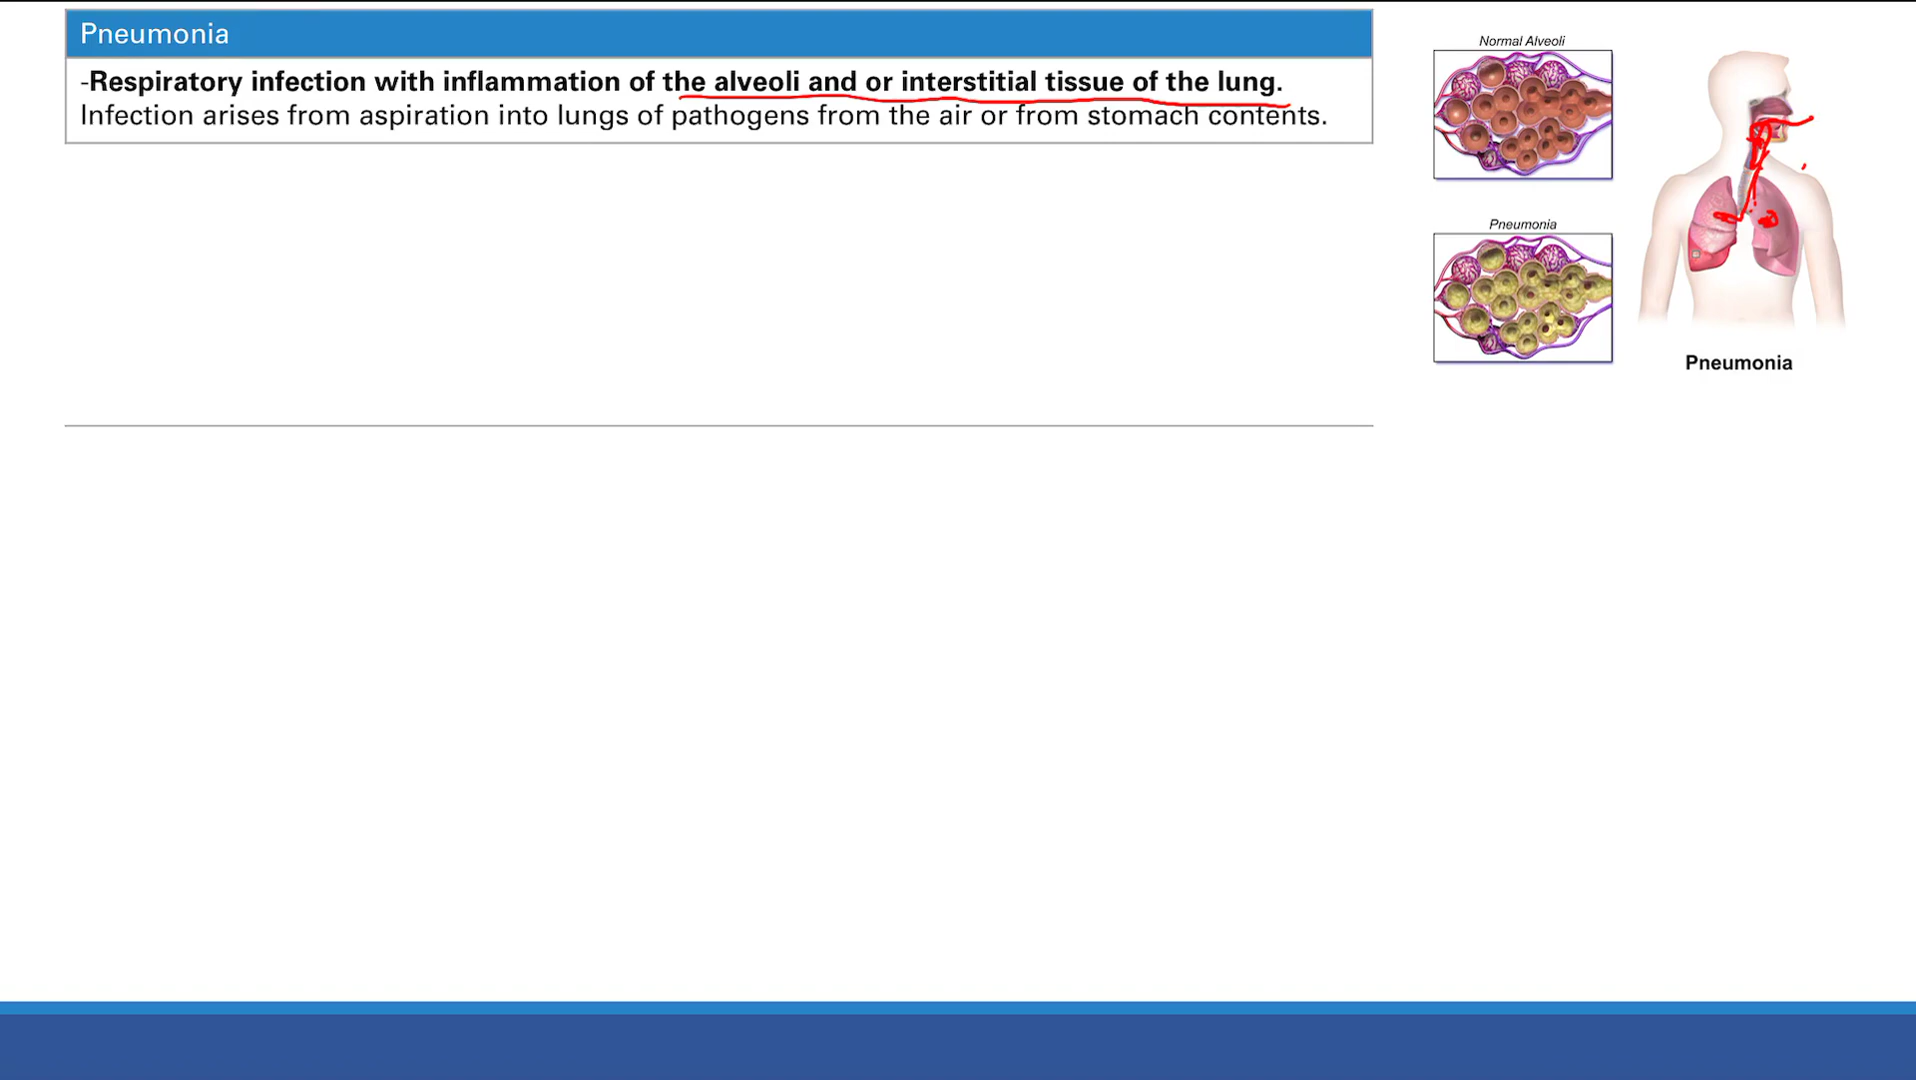 Pneumonia
-Respiratory infection with inflammation of the alveoli and or interstitial tissue of the lung.
Infection arises from aspiration into lungs of pathogens from the air or from stomach contents.
Normal Alveoli
Pneumonia
Pneumonia